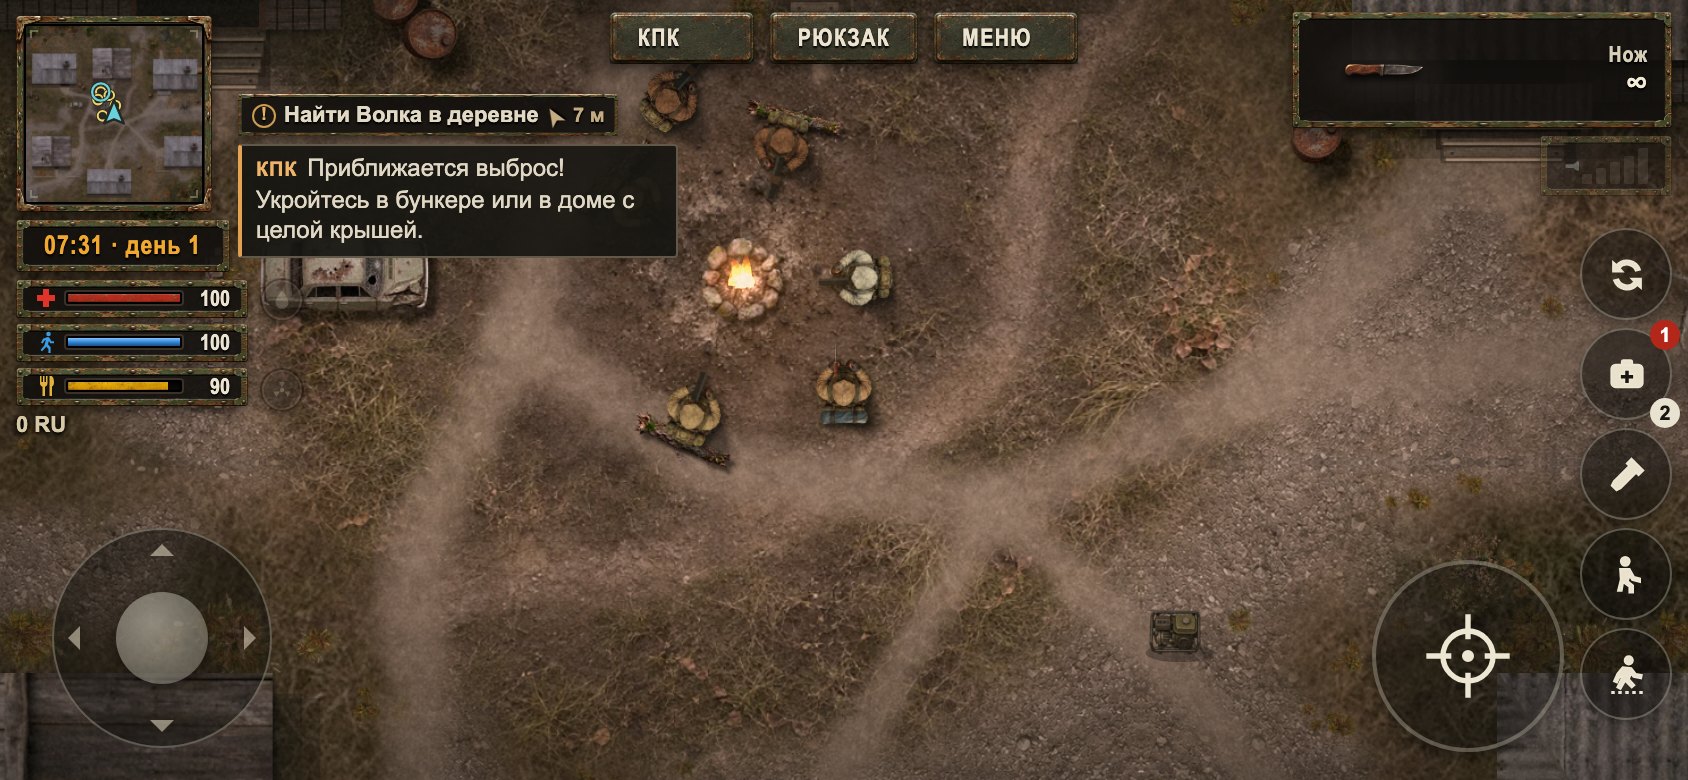 КПК
РЮКЗАК
МЕНЮ
Нож
∞
! Найти Волка в деревне 7 м
КПК Приближается выброс!
Укройтесь в бункере или в доме с
целой крышей.
07:31 · день 1
100
100
90
0 RU
1
2